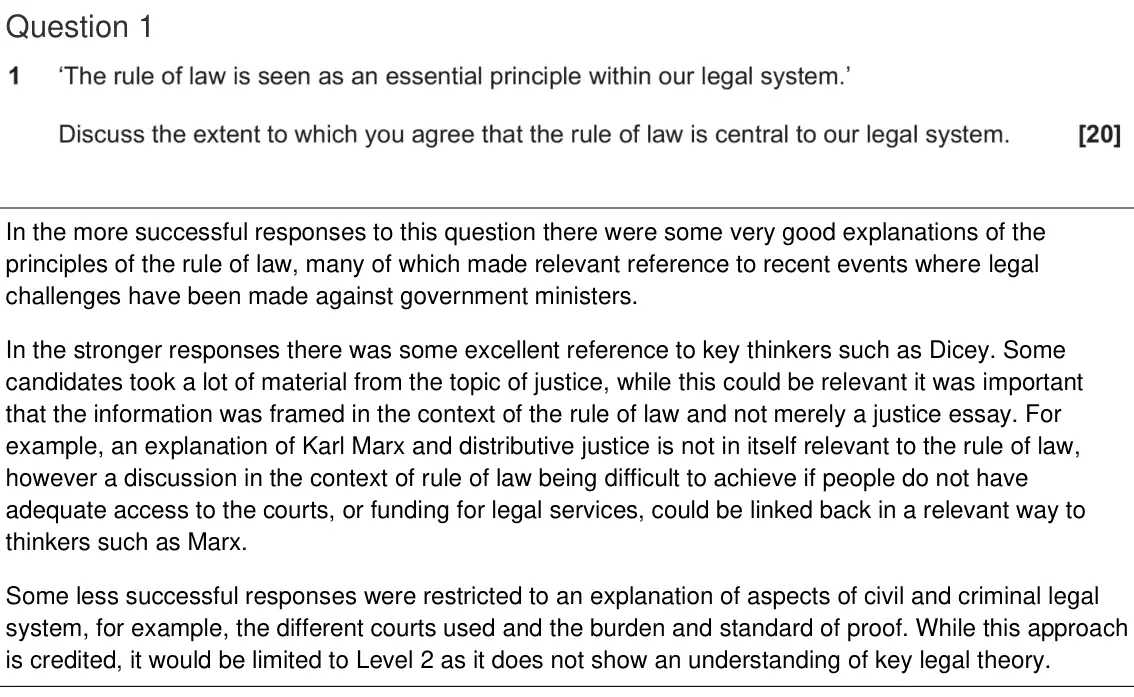 Question 1
1 ‘The rule of law is seen as an essential principle within our legal system.’
Discuss the extent to which you agree that the rule of law is central to our legal system. [20]
In the more successful responses to this question there were some very good explanations of the
principles of the rule of law, many of which made relevant reference to recent events where legal
challenges have been made against government ministers.
In the stronger responses there was some excellent reference to key thinkers such as Dicey. Some
candidates took a lot of material from the topic of justice, while this could be relevant it was important
that the information was framed in the context of the rule of law and not merely a justice essay. For
example, an explanation of Karl Marx and distributive justice is not in itself relevant to the rule of law,
however a discussion in the context of rule of law being difficult to achieve if people do not have
adequate access to the courts, or funding for legal services, could be linked back in a relevant way to
thinkers such as Marx.
Some less successful responses were restricted to an explanation of aspects of civil and criminal legal
system, for example, the different courts used and the burden and standard of proof. While this approach
is credited, it would be limited to Level 2 as it does not show an understanding of key legal theory.